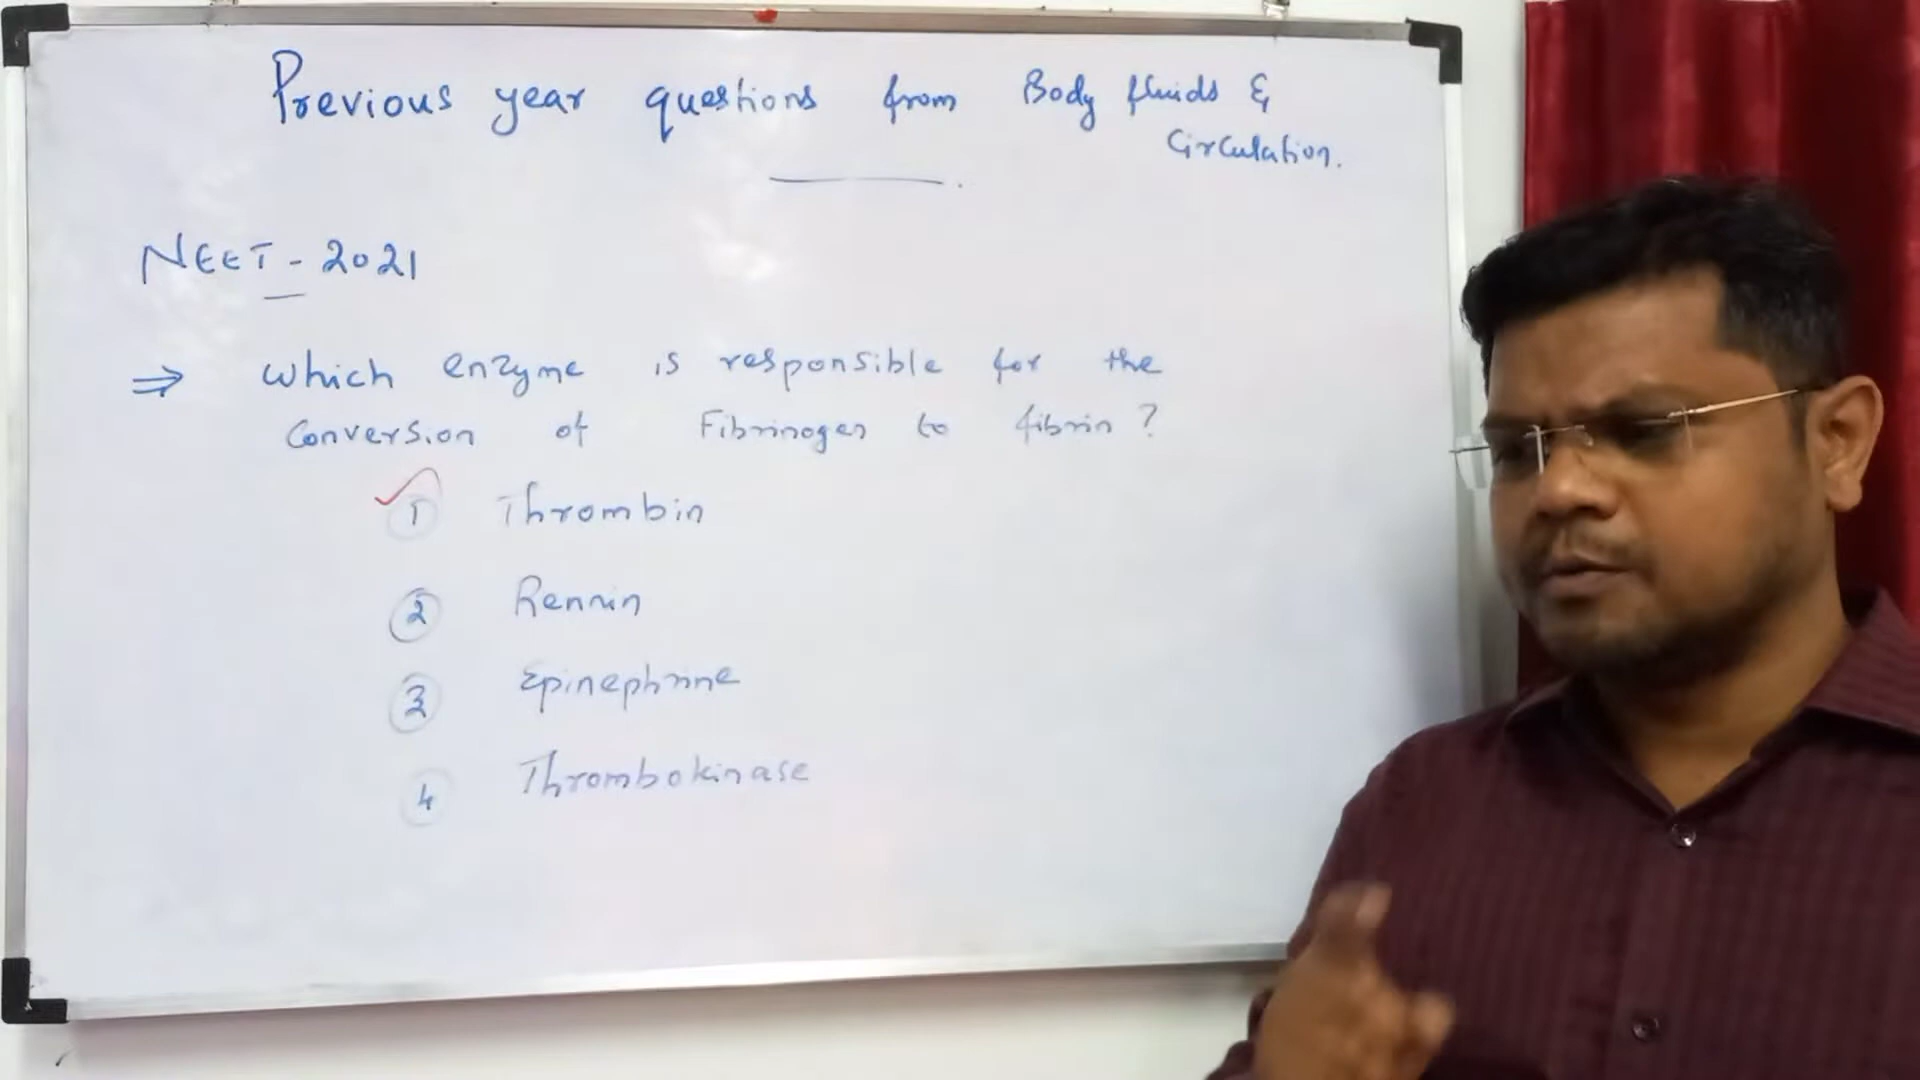 Previous year questions from Body fluids &
Circulation.
NEET - 2021
⇒ Which enzyme is responsible for the
Conversion of Fibrinogen to fibrin ?
1 Thrombin
2 Rennin
3 Epinephrine
4 Thrombokinase